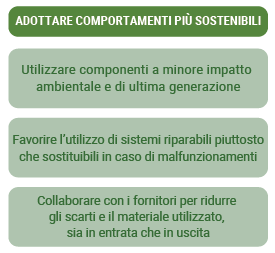 ADOTTARE COMPORTAMENTI PIÙ SOSTENIBILI
Utilizzare componenti a minore impatto
ambientale e di ultima generazione
Favorire l'utilizzo di sistemi riparabili piuttosto
che sostituibili in caso di malfunzionamenti
Collaborare con i fornitori per ridurre
gli scarti e il materiale utilizzato,
sia in entrata che in uscita